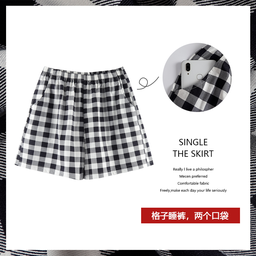 SINGLE
THE SKIRT
Really I live a philosopher
Manan preferred
Comfortable fabric
Freely,make each day your life seriously
格子睡裤，两个口袋